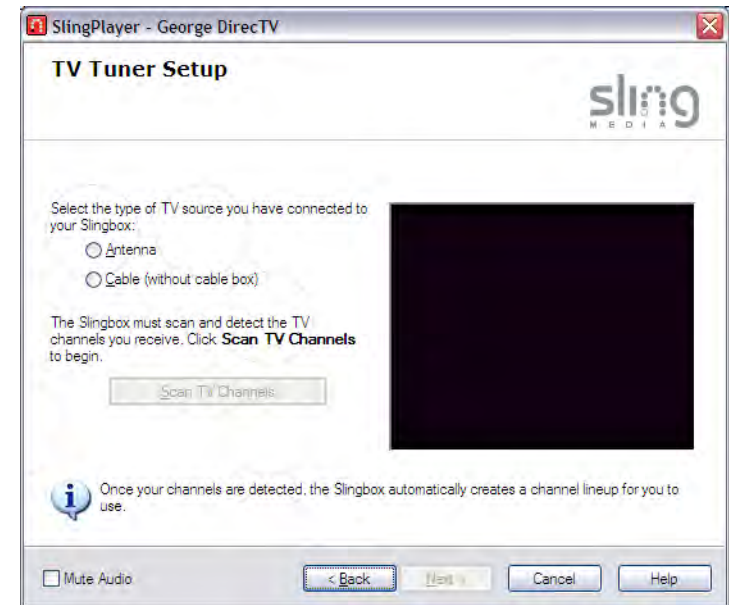 SlingPlayer - George DirecTV
TV Tuner Setup
sling
MEDIA
Select the type of TV source you have connected to
your Slingbox:
Antenna
Cable (without cable box)
The Slingbox must scan and detect the TV
channels you receive. Click Scan TV Channels
to begin.
Scan TV Channels
Once your channels are detected, the Slingbox automatically creates a channel lineup for you to
use.
Mute Audio
< Back
Next >
Cancel
Help